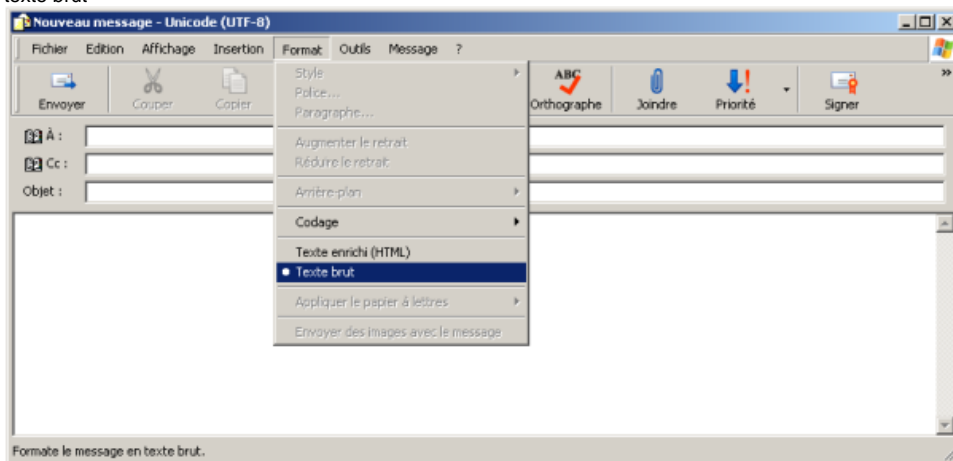 texte brut
Nouveau message - Unicode (UTF-8)
Fichier Edition Affichage Insertion Format Outils Message ?
Envoyer Couper Copier Orthographe Joindre Priorité Signer »
ABC
Style
Police...
Paragraphe...
Augmenter le retrait
Réduire le retrait
Arrière-plan
Codage
Texte enrichi (HTML)
Texte brut
Appliquer le papier à lettres
Envoyer des images avec le message
À :
Cc :
Objet :
Formate le message en texte brut.